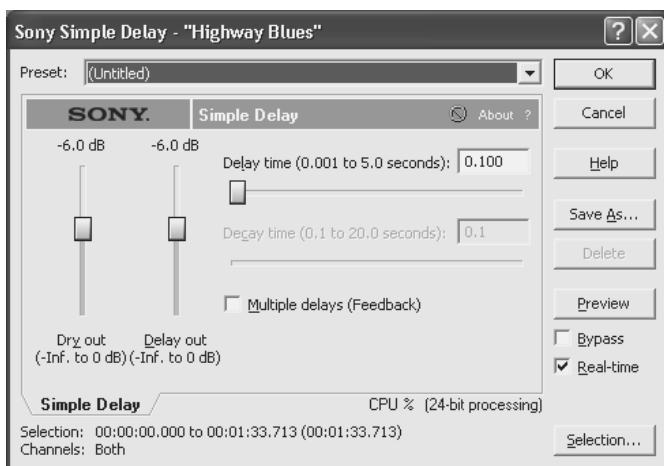 Sony Simple Delay - "Highway Blues"
Preset: (Untitled)
OK
SONY. Simple Delay About ?
Cancel
-6.0 dB -6.0 dB
Delay time (0.001 to 5.0 seconds): 0.100
Help
Decay time (0.1 to 20.0 seconds): 0.1
Save As...
Delete
Multiple delays (Feedback)
Preview
Dry out
(-Inf. to 0 dB)
Delay out
(-Inf. to 0 dB)
Bypass
Real-time
Simple Delay
CPU % (24-bit processing)
Selection: 00:00:00.000 to 00:01:33.713 (00:01:33.713)
Channels: Both
Selection...